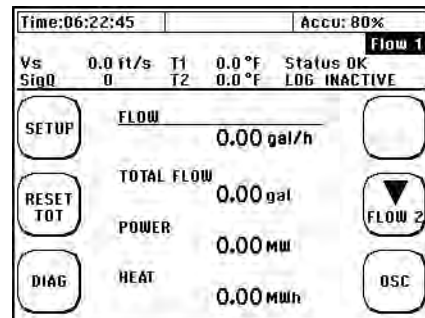 Time:06:22:45 Accu: 80%
Flow 1
Vs 0.0 ft/s T1 0.0 °F Status OK
SigQ 0 T2 0.0 °F LOG INACTIVE
SETUP
FLOW
0.00 gal/h
RESET TOT
TOTAL FLOW
0.00 gal
FLOW 2
POWER
0.00 MW
DIAG
HEAT
0.00 MWh
OSC